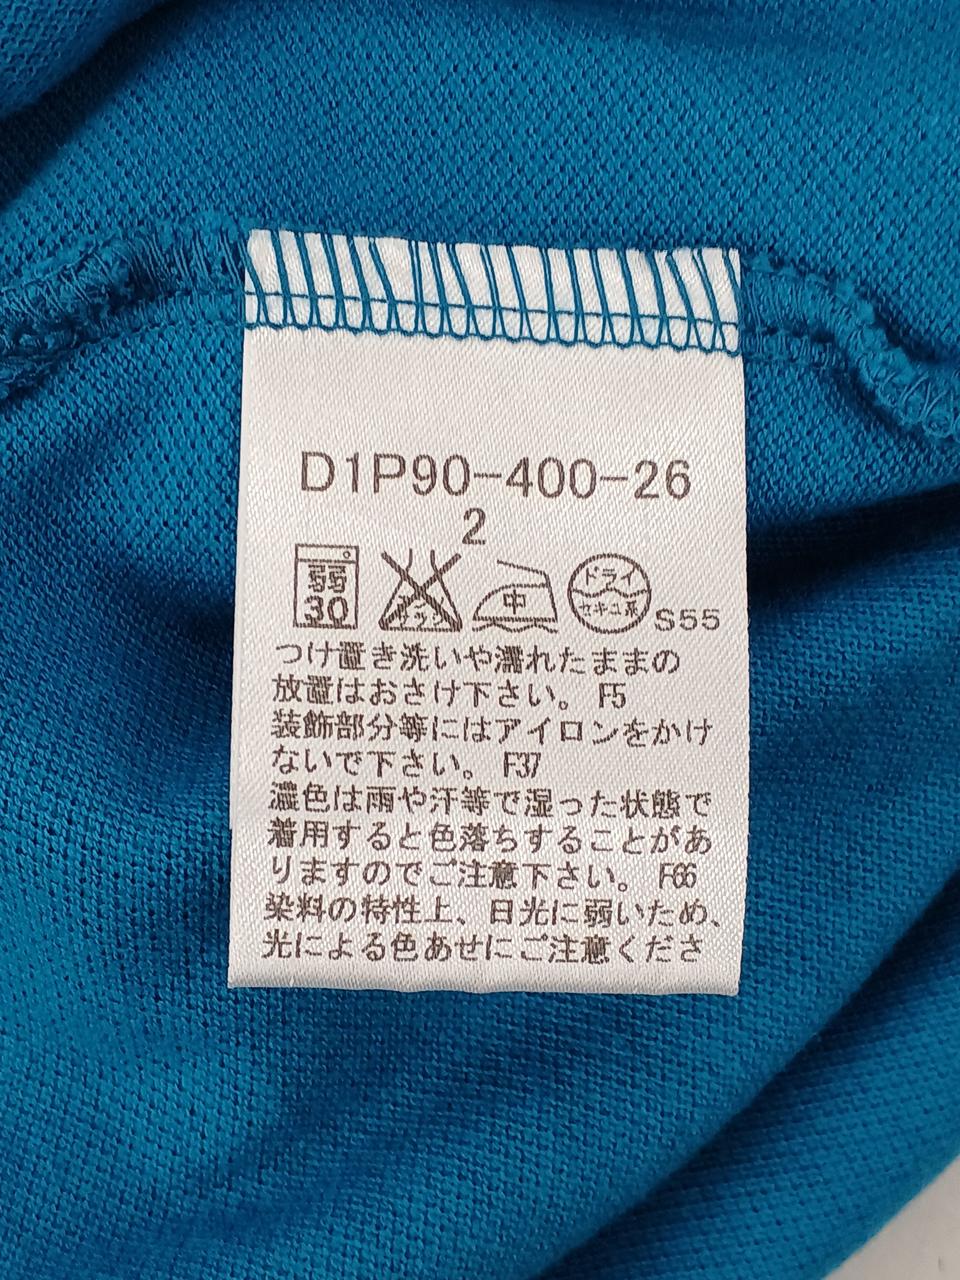 D1P90-400-26
2
弱 30 エンソ サラシ 中 ドライ セキユ系 S55
つけ置き洗いや濡れたままの
放置はおさけ下さい。 F5
装飾部分等にはアイロンをかけ
ないで下さい。 F37
濃色は雨や汗等で湿った状態で
着用すると色落ちすることがあ
りますのでご注意下さい。 F66
染料の特性上、日光に弱いため、
光による色あせにご注意くださ